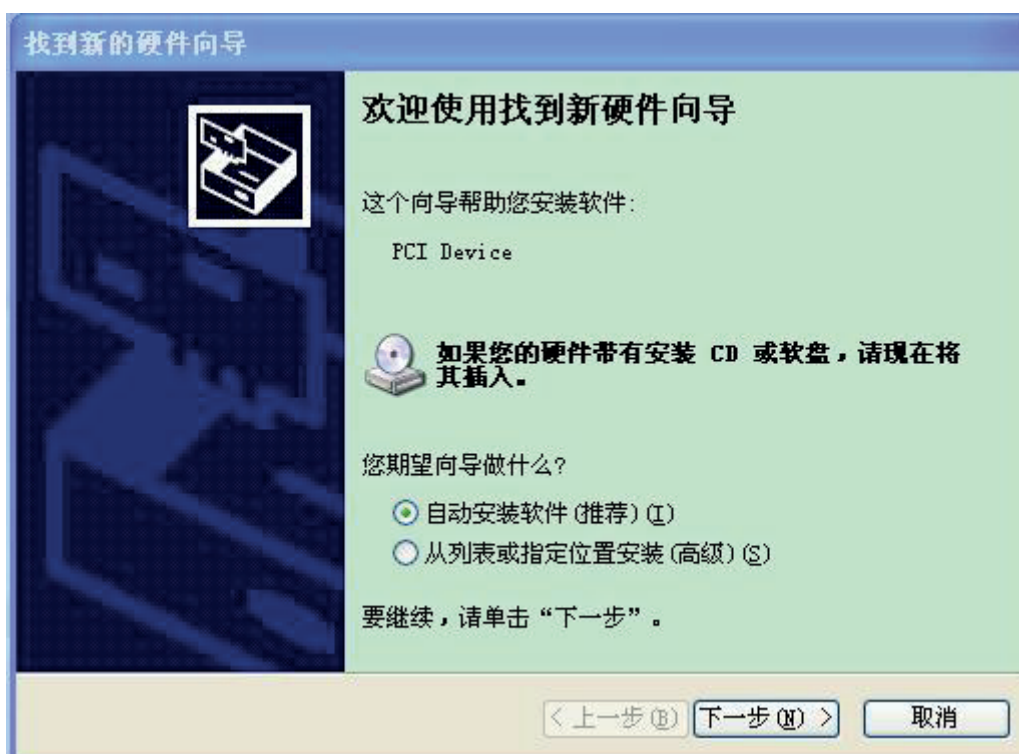 找到新的硬件向导
欢迎使用找到新硬件向导
这个向导帮助您安装软件:
PCI Device
如果您的硬件带有安装 CD 或软盘，请现在将
其插入。
您期望向导做什么?
自动安装软件(推荐)(I)
从列表或指定位置安装(高级)(S)
要继续，请单击“下一步”。
< 上一步(B) 下一步(N) > 取消